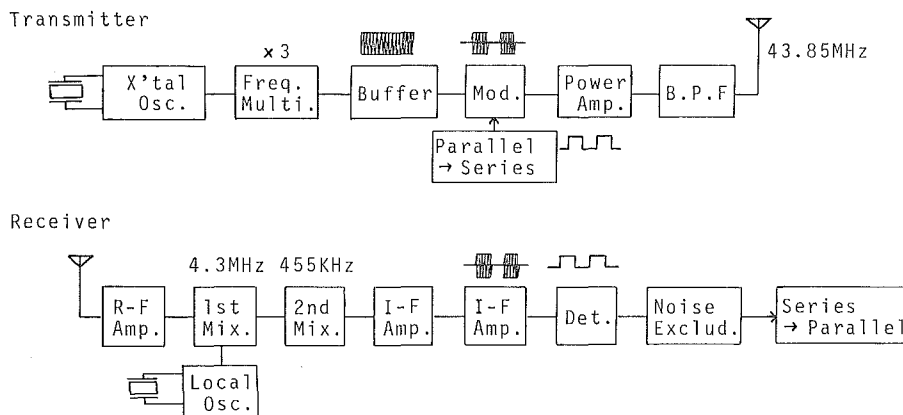 Transmitter
×3
43.85MHz
X'tal
Osc.
Freq.
Multi.
Buffer
Mod.
Power
Amp.
B.P.F
Parallel
→ Series
Receiver
4.3MHz
455KHz
R-F
Amp.
1st
Mix.
2nd
Mix.
I-F
Amp.
I-F
Amp.
Det.
Noise
Exclud.
Series
→ Parallel
Local
Osc.